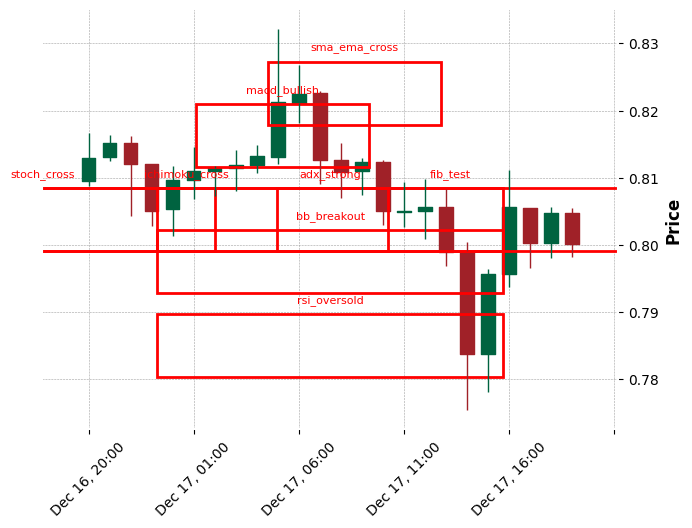 sma_ema_cross
macd_bullish
stoch_cross
adx_strong
fib_test
bb_breakout
rsi_oversold
0.83
0.82
0.81
0.80
0.79
0.78
Price
Dec 16, 20:00
Dec 17, 01:00
Dec 17, 06:00
Dec 17, 11:00
Dec 17, 16:00